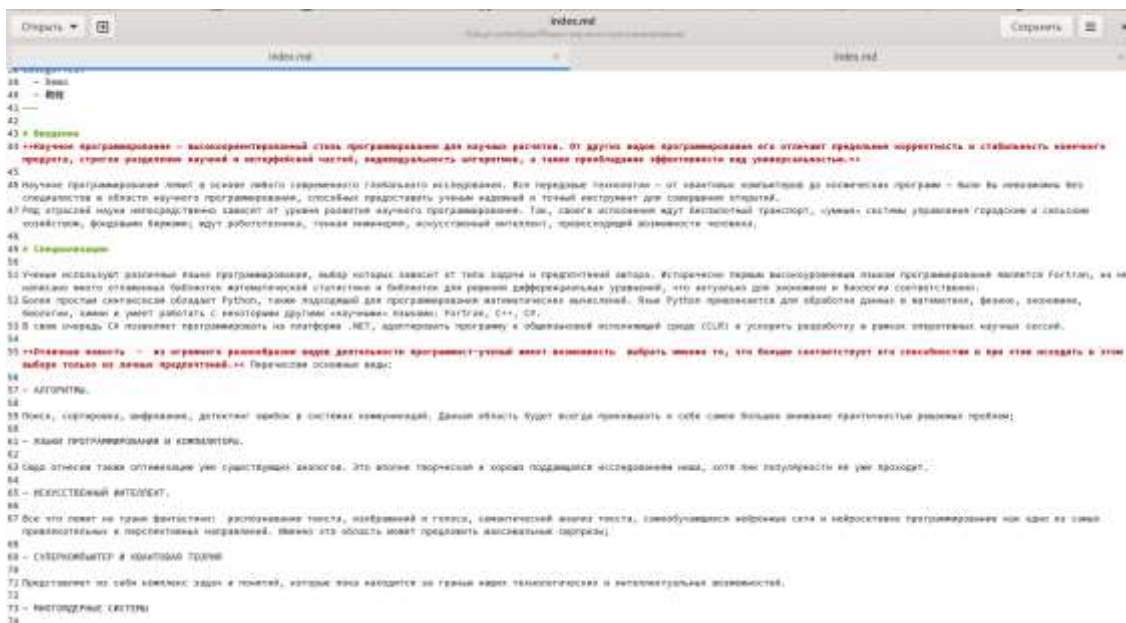 Открыть
index.md
Сохранить
index.md
index.md
39 - Демо
40 - 教程
41 ---
42
43 # Введение
44 **Научное программирование — высокоориентированный стиль программирования для научных расчетов. От других видов программирования его отличает предельная корректность и стабильность конечного
продукта, строгое разделение научной и интерфейсной частей, индивидуальность алгоритмов, а также преобладание эффективности над универсальностью.**
45
46 Научное программирование лежит в основе любого современного глобального исследования. Все передовые технологии — от квантовых компьютеров до космических программ — были бы невозможны без
специалистов в области научного программирования, способных предоставить ученым надежный и точный инструмент для совершения открытий.
47 Ряд отраслей науки непосредственно зависит от уровня развития научного программирования. Так, своего исполнения ждут беспилотный транспорт, «умные» системы управления городским и сельским
хозяйством, фондовыми биржами; ждут робототехника, тонкая инженерия, искусственный интеллект, превосходящий возможности человека.
48
49 # Специализации
50
51 Ученые используют различные языки программирования, выбор которых зависит от типа задачи и предпочтений автора. Исторически первым высокоуровневым языком программирования является Fortran, на не
написано много отлаженных библиотек математической статистики и библиотек для решения дифференциальных уравнений, что актуально для экономики и биологии соответственно.
52 Более простым синтаксисом обладает Python, также подходящий для программирования математических вычислений. Язык Python применяется для обработки данных в математике, физике, экономике,
биологии, химии и умеет работать с некоторыми другими «научными» языками: Fortran, C++, C#.
53 В свою очередь C# позволяет программировать на платформе .NET, адаптировать программу к общеязыковой исполняющей среде (CLR) и ускорить разработку в рамках оперативных научных сессий.
54
55 **Отличная новость — из огромного разнообразия видов деятельности программист-ученый имеет возможность выбрать именно то, что больше соответствует его способностям и при этом исходить в этом
выборе только из личных предпочтений.** Перечислим основные виды:
56
57 - АЛГОРИТМЫ.
58
59 Поиск, сортировка, шифрование, детектинг ошибок в системах коммуникаций. Данная область будет всегда приковывать к себе самое большое внимание практичностью решаемых проблем;
60
61 - ЯЗЫКИ ПРОГРАММИРОВАНИЯ И КОМПИЛЯТОРЫ.
62
63 Сюда отнесем также оптимизацию уже существующих аналогов. Это вполне творческая и хорошо поддающаяся исследованиям ниша, хотя пик популярности ее уже проходит.
64
65 - ИСКУССТВЕННЫЙ ИНТЕЛЛЕКТ.
66
67 Все что лежит на грани фантастики: распознавание текста, изображений и голоса, семантический анализ текста, самообучающиеся нейронные сети и нейросетевое программирование как одно из самых
привлекательных и перспективных направлений. Именно эта область может предложить максимальные сюрпризы;
68
69 - СУПЕРКОМПЬЮТЕР И КВАНТОВАЯ ТЕОРИЯ
70
71 Представляет из себя комплекс задач и понятий, которые пока находятся за гранью наших технологических и интеллектуальных возможностей.
72
73 - МНОГОЯДЕРНЫЕ СИСТЕМЫ
74